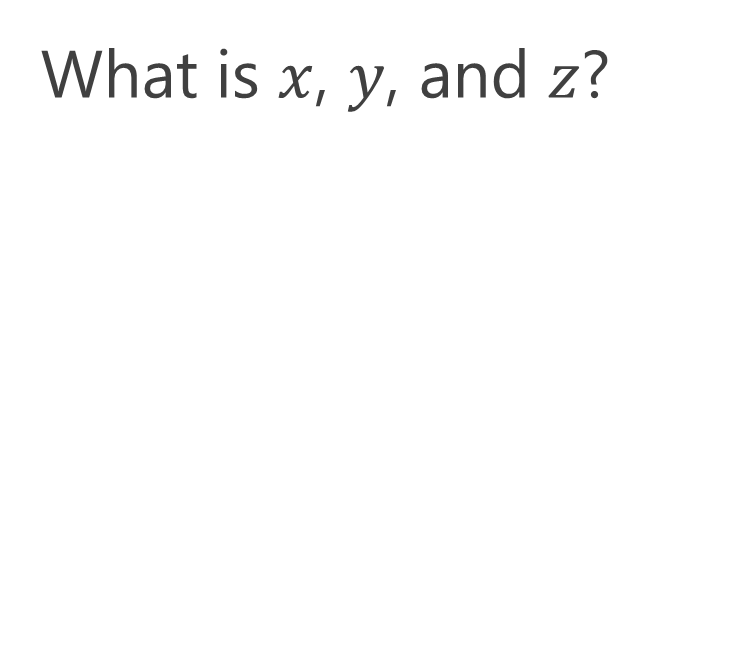 What is x, y, and z?